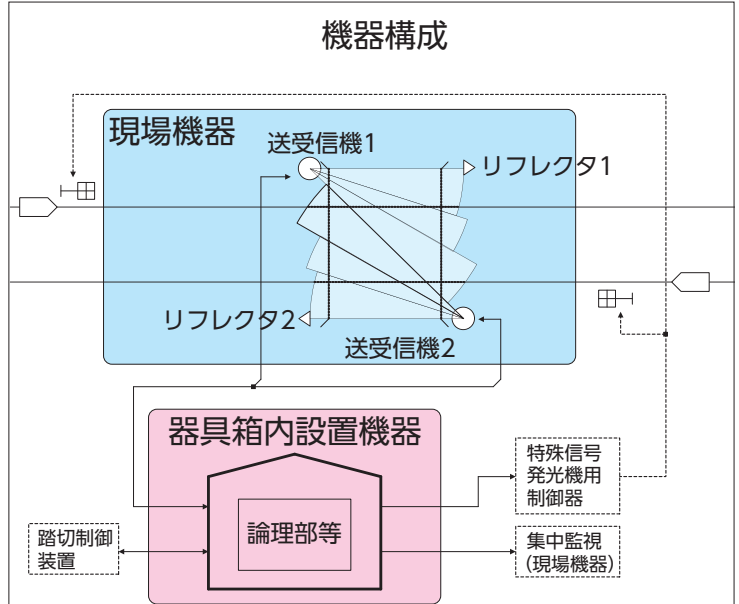 機器構成
現場機器
送受信機1
リフレクタ1
リフレクタ2
送受信機2
器具箱内設置機器
論理部等
踏切制御
装置
特殊信号
発光機用
制御器
集中監視
(現場機器)